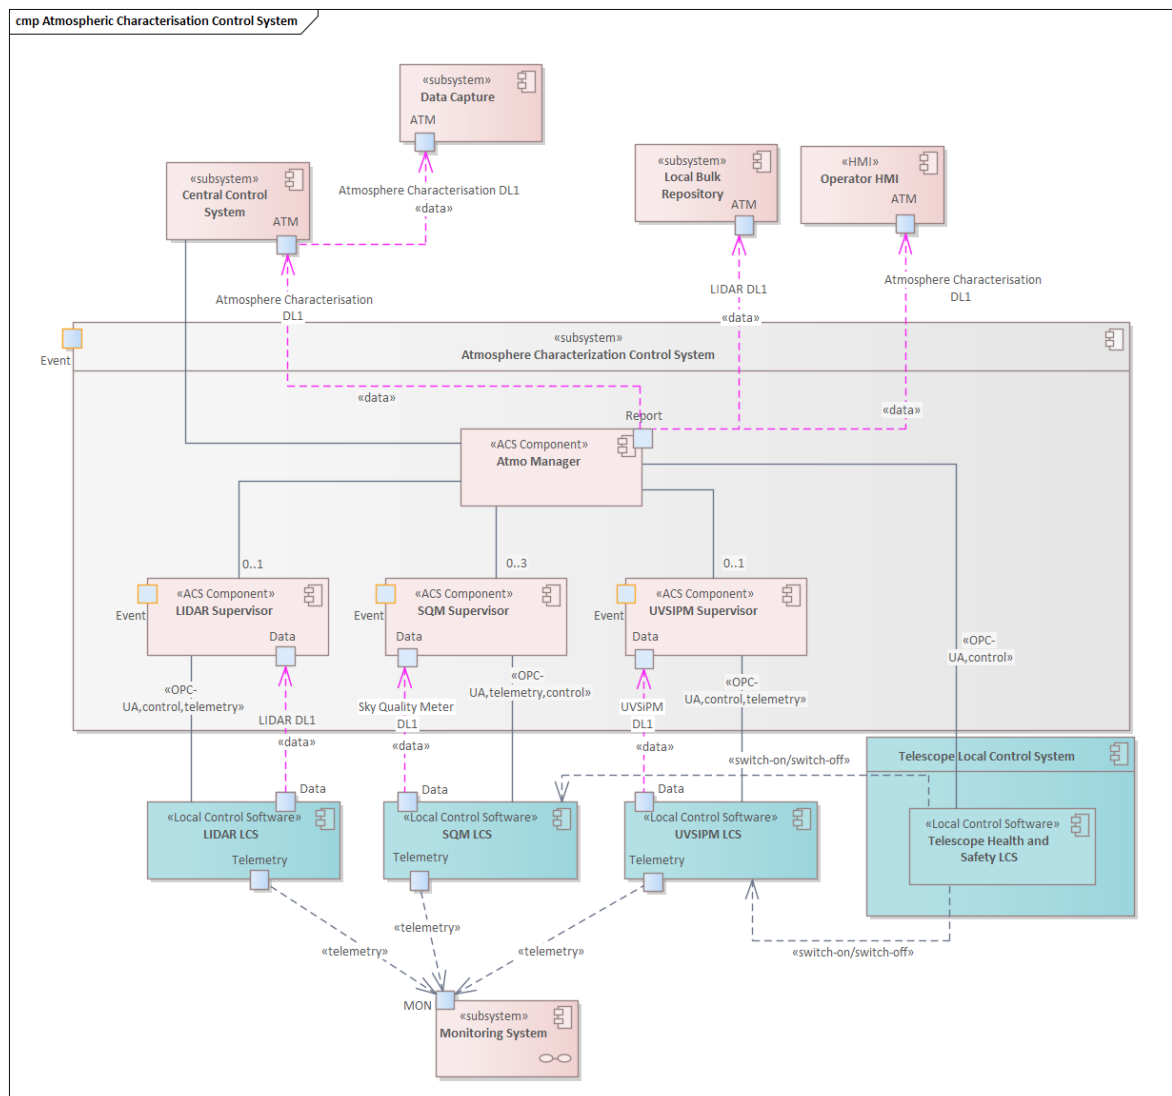 cmp Atmospheric Characterisation Control System
«subsystem»
Data Capture
ATM
«subsystem»
Central Control
System
ATM
Atmosphere Characterisation DL1
«data»
«subsystem»
Local Bulk
Repository
ATM
«HMI»
Operator HMI
ATM
Atmosphere Characterisation
DL1
LIDAR DL1
«data»
Atmosphere Characterisation
DL1
Event
«subsystem»
Atmosphere Characterization Control System
«data»
«data»
Report
«ACS Component»
Atmo Manager
0..1
0..3
0..1
Event
«ACS Component»
LIDAR Supervisor
Data
Event
«ACS Component»
SQM Supervisor
Data
Event
«ACS Component»
UVSIPM Supervisor
Data
«OPC-
UA,control»
«OPC-
UA,control,telemetry»
LIDAR DL1
«data»
Sky Quality Meter
DL1
«data»
«OPC-
UA,telemetry,control»
UVSiPM
DL1
«data»
«OPC-
UA,control,telemetry»
«switch-on/switch-off»
Telescope Local Control System
Data
«Local Control Software»
LIDAR LCS
Telemetry
Data
«Local Control Software»
SQM LCS
Telemetry
Data
«Local Control Software»
UVSIPM LCS
Telemetry
«Local Control Software»
Telescope Health and
Safety LCS
«telemetry»
«telemetry»
«telemetry»
«switch-on/switch-off»
MON
«subsystem»
Monitoring System